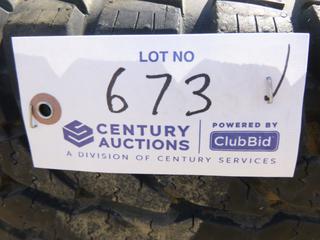 LOT NO
673
CENTURY AUCTIONS
POWERED BY
ClubBid
A DIVISION OF CENTURY SERVICES